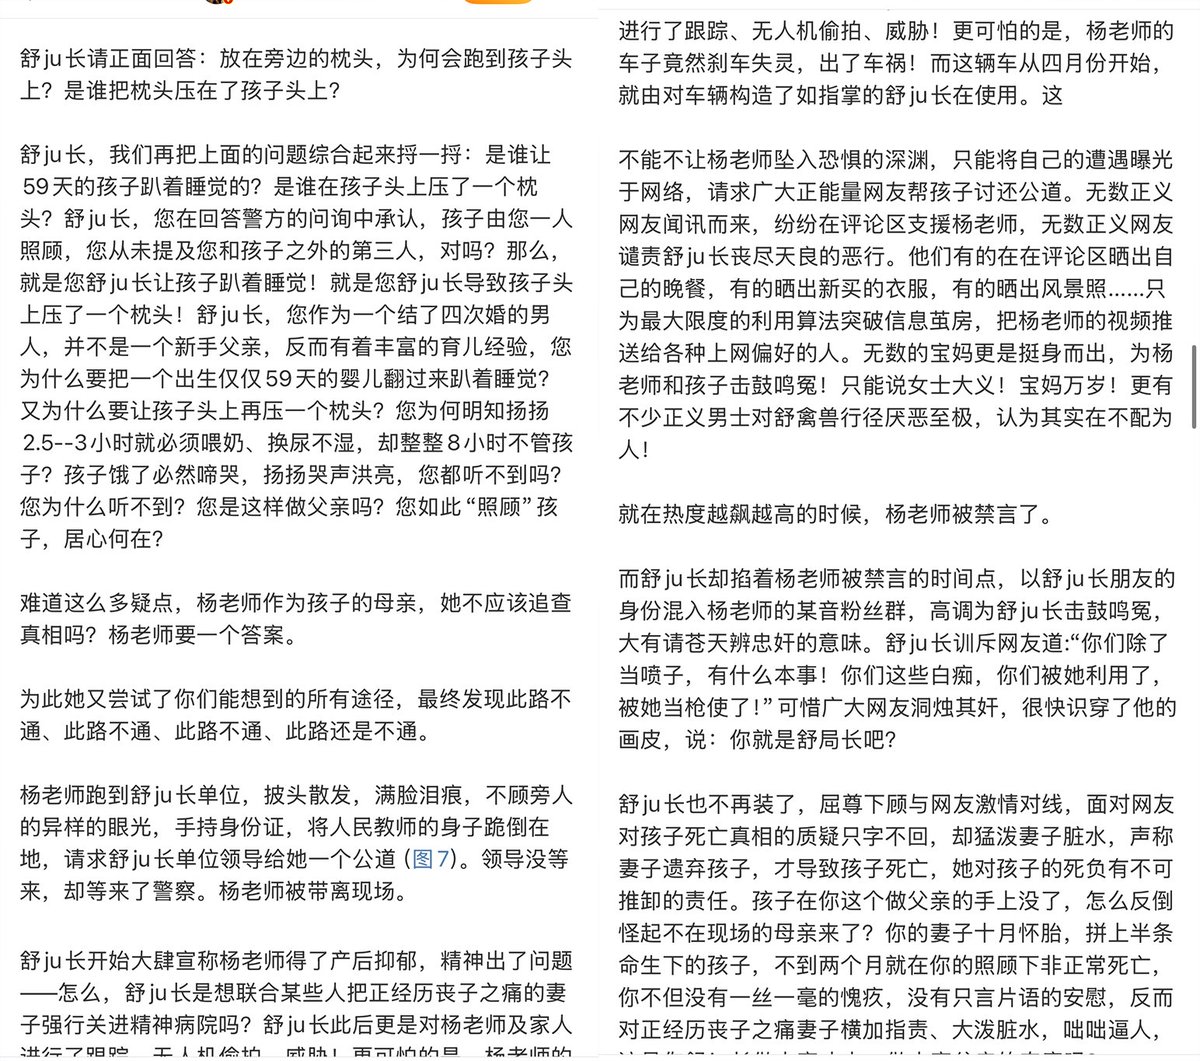 舒ju长请正面回答：放在旁边的枕头，为何会跑到孩子头
上？是谁把枕头压在了孩子头上？
舒ju长，我们再把上面的问题综合起来捋一捋：是谁让
59天的孩子趴着睡觉的？是谁在孩子头上压了一个枕
头？舒ju长，您在回答警方的问询中承认，孩子由您一人
照顾，您从未提及您和孩子之外的第三人，对吗？那么，
就是您舒ju长让孩子趴着睡觉！就是您舒ju长导致孩子头
上压了一个枕头！舒ju长，您作为一个结了四次婚的男
人，并不是一个新手父亲，反而有着丰富的育儿经验，您
为什么要把一个出生仅仅59天的婴儿翻过来趴着睡觉？
又为什么要让孩子头上再压一个枕头？您为何明知扬扬
2.5--3小时就必须喂奶、换尿不湿，却整整8小时不管孩
子？孩子饿了必然啼哭，扬扬哭声洪亮，您都听不到吗？
您为什么听不到？您是这样做父亲吗？您如此“照顾”孩
子，居心何在？
难道这么多疑点，杨老师作为孩子的母亲，她不应该追查
真相吗？杨老师要一个答案。
为此她又尝试了你们能想到的所有途径，最终发现此路不
通、此路不通、此路不通、此路还是不通。
杨老师跑到舒ju长单位，披头散发，满脸泪痕，不顾旁人
的异样的眼光，手持身份证，将人民教师的身子跪倒在
地，请求舒ju长单位领导给她一个公道（图7）。领导没等
来，却等来了警察。杨老师被带离现场。
舒ju长开始大肆宣称杨老师得了产后抑郁，精神出了问题
——怎么，舒ju长是想联合某些人把正经历丧子之痛的妻
子强行关进精神病院吗？舒ju长此后更是对杨老师及家人
进行了跟踪、无人机偷拍、威胁！更可怕的是，杨老师的
进行了跟踪、无人机偷拍、威胁！更可怕的是，杨老师的
车子竟然刹车失灵，出了车祸！而这辆车从四月份开始，
就由对车辆构造了如指掌的舒ju长在使用。这
不能不让杨老师坠入恐惧的深渊，只能将自己的遭遇曝光
于网络，请求广大正能量网友帮孩子讨还公道。无数正义
网友闻讯而来，纷纷在评论区支援杨老师，无数正义网友
谴责舒ju长丧尽天良的恶行。他们有的在在评论区晒出自
己的晚餐，有的晒出新买的衣服，有的晒出风景照......只
为最大限度的利用算法突破信息茧房，把杨老师的视频推
送给各种上网偏好的人。无数的宝妈更是挺身而出，为杨
老师和孩子击鼓鸣冤！只能说女士大义！宝妈万岁！更有
不少正义男士对舒禽兽行径厌恶至极，认为其实在不配为
人！
就在热度越飙越高的时候，杨老师被禁言了。
而舒ju长却掐着杨老师被禁言的时间点，以舒ju长朋友的
身份混入杨老师的某音粉丝群，高调为舒ju长击鼓鸣冤，
大有请苍天辨忠奸的意味。舒ju长训斥网友道:“你们除了
当喷子，有什么本事！你们这些白痴，你们被她利用了，
被她当枪使了！”可惜广大网友洞烛其奸，很快识穿了他的
画皮，说：你就是舒局长吧？
舒ju长也不再装了，屈尊下顾与网友激情对线，面对网友
对孩子死亡真相的质疑只字不回，却猛泼妻子脏水，声称
妻子遗弃孩子，才导致孩子死亡，她对孩子的死负有不可
推卸的责任。孩子在你这个做父亲的手上没了，怎么反倒
怪起不在现场的母亲来了？你的妻子十月怀胎，拼上半条
命生下的孩子，不到两个月就在你的照顾下非正常死亡，
你不但没有一丝一毫的愧疚，没有只言片语的安慰，反而
对正经历丧子之痛妻子横加指责、大泼脏水，咄咄逼人，